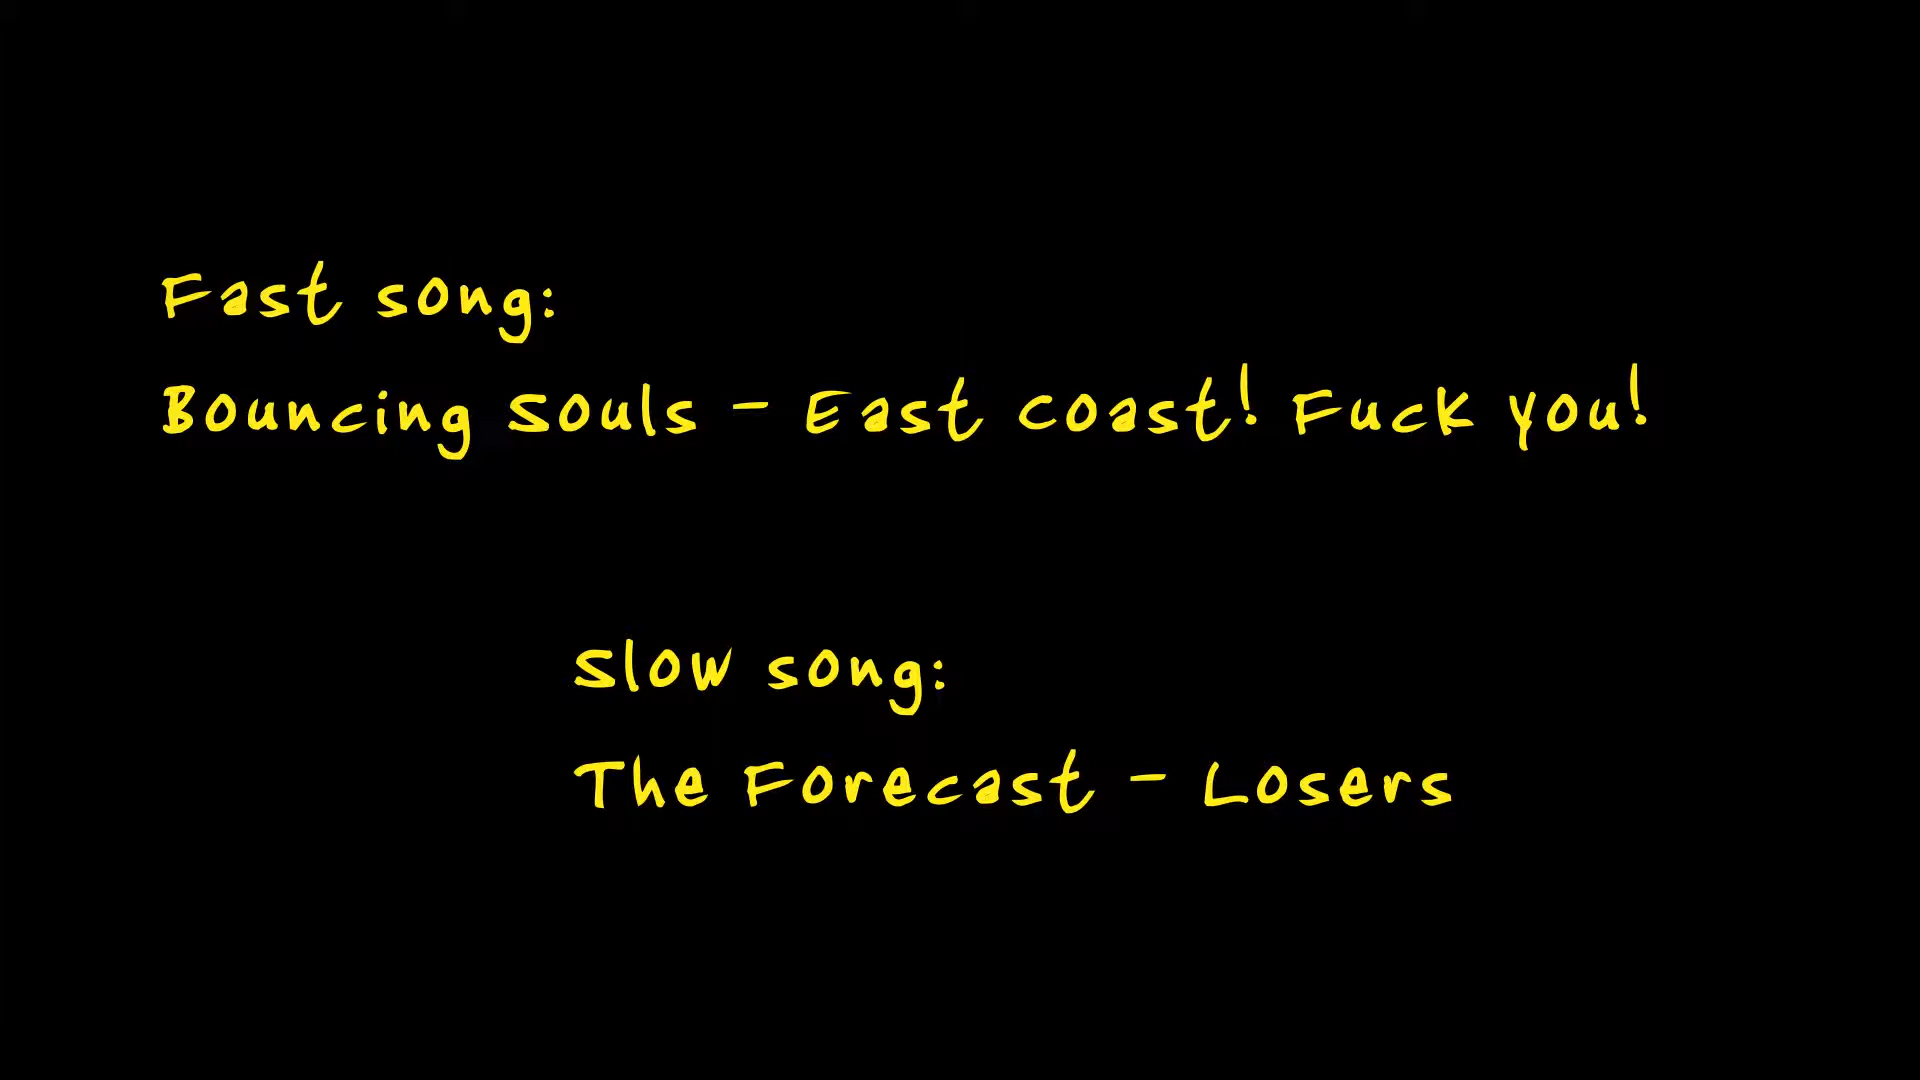 Fast song:
Bouncing Souls - East Coast! Fuck you!
Slow song:
The Forecast - Losers